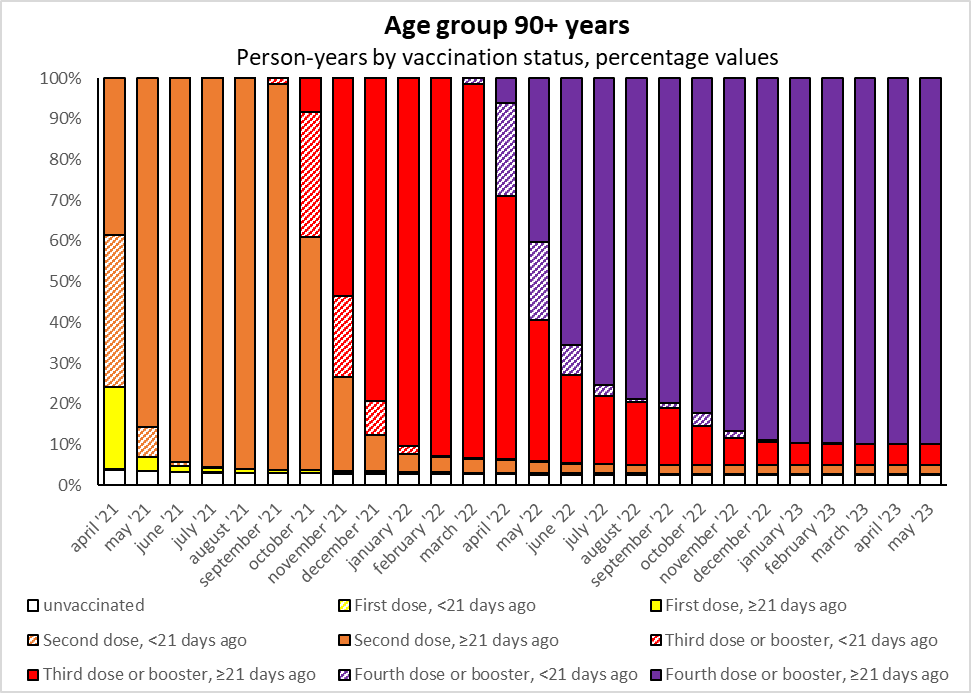 Age group 90+ years
Person-years by vaccination status, percentage values
100%
90%
80%
70%
60%
50%
40%
30%
20%
10%
0%
april '21
may '21
june '21
july '21
august '21
september '21
october '21
november '21
december '21
january '22
february '22
march '22
april '22
may '22
june '22
july '22
august '22
september '22
october '22
november '22
december '22
january '23
february '23
march '23
april '23
may '23
unvaccinated
First dose, <21 days ago
First dose, ≥21 days ago
Second dose, <21 days ago
Second dose, ≥21 days ago
Third dose or booster, <21 days ago
Third dose or booster, ≥21 days ago
Fourth dose or booster, <21 days ago
Fourth dose or booster, ≥21 days ago